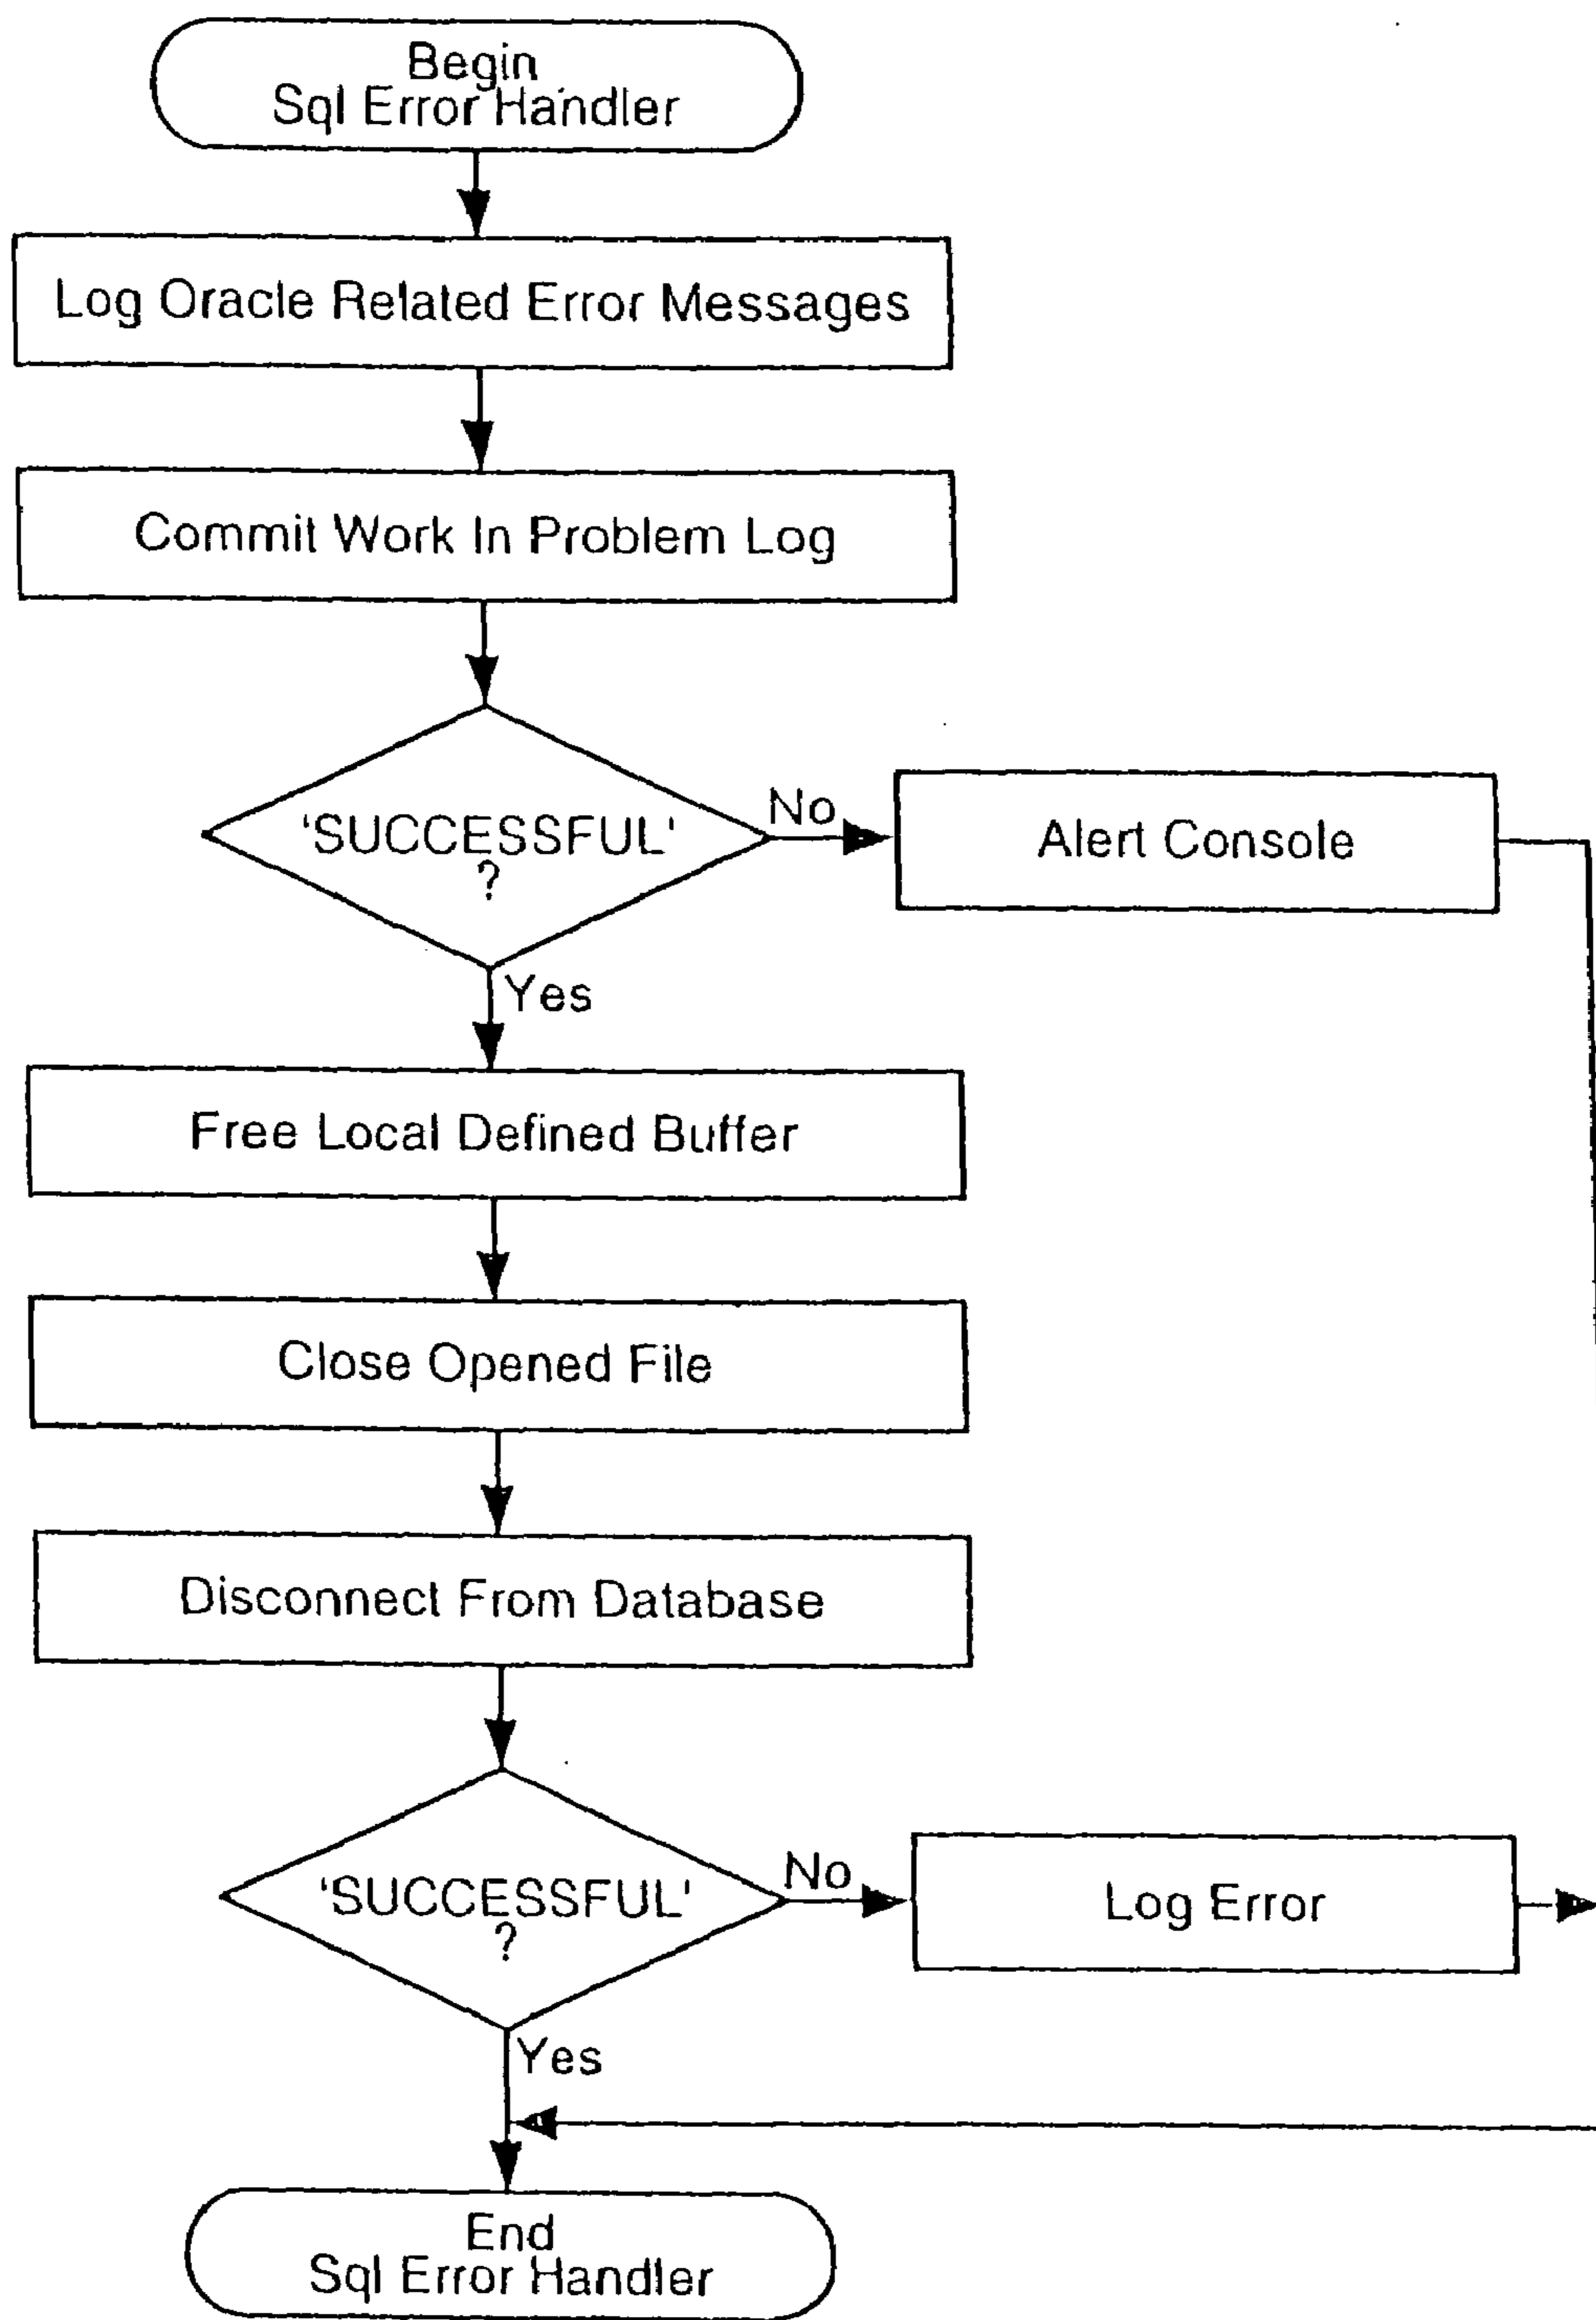 Begin
Sql Error Handler
Log Oracle Related Error Messages
Commit Work In Problem Log
'SUCCESSFUL'
?
No
Alert Console
Yes
Free Local Defined Buffer
Close Opened File
Disconnect From Database
'SUCCESSFUL'
?
No
Log Error
Yes
End
Sql Error Handler